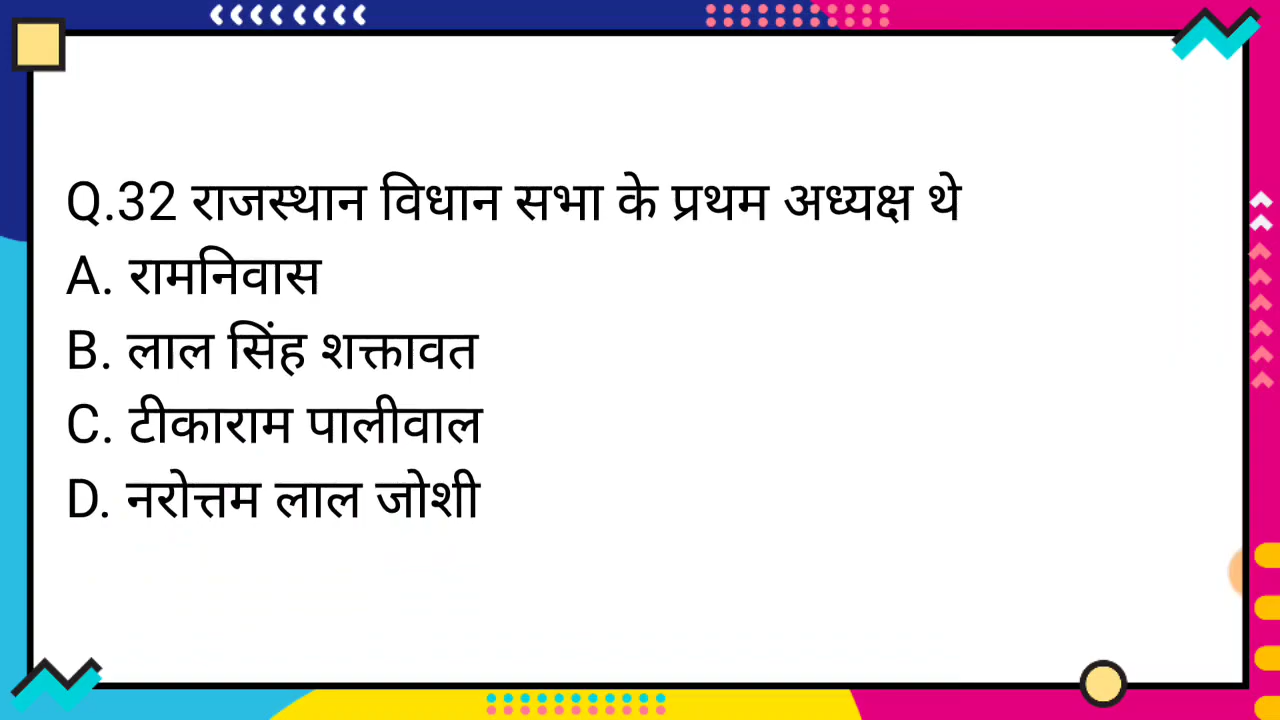 Q.32 राजस्थान विधान सभा के प्रथम अध्यक्ष थे
A. रामनिवास
B. लाल सिंह शक्तावत
C. टीकाराम पालीवाल
D. नरोत्तम लाल जोशी